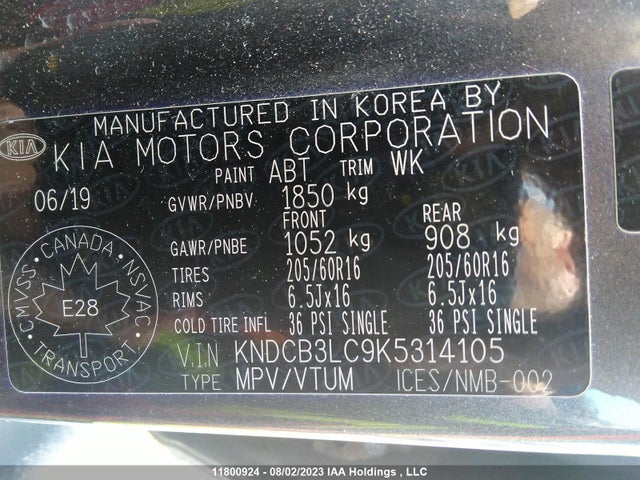 MANUFACTURED IN KOREA BY
KIA KIA MOTORS CORPORATION
PAINT ABT TRIM WK
06/19 GVWR/PNBV 1850 kg
FRONT REAR
GAWR/PNBE 1052 kg 908 kg
TIRES 205/60R16 205/60R16
RIMS 6.5Jx16 6.5Jx16
COLD TIRE INFL 36 PSI SINGLE 36 PSI SINGLE
CANADA
CMVSS NSVAC
E28
TRANSPORT
V.I.N KNDCB3LC9K5314105
TYPE MPV/VTUM ICES/NMB-002
11800924 - 08/02/2023 IAA Holdings , LLC